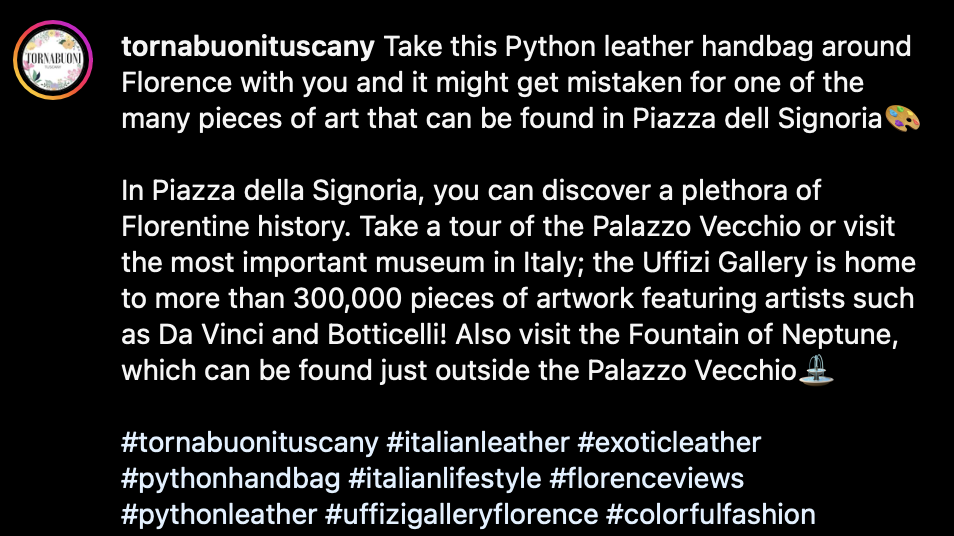 TORNABUONI
tornabuonituscany Take this Python leather handbag around
Florence with you and it might get mistaken for one of the
many pieces of art that can be found in Piazza dell Signoria🎨
In Piazza della Signoria, you can discover a plethora of
Florentine history. Take a tour of the Palazzo Vecchio or visit
the most important museum in Italy; the Uffizi Gallery is home
to more than 300,000 pieces of artwork featuring artists such
as Da Vinci and Botticelli! Also visit the Fountain of Neptune,
which can be found just outside the Palazzo Vecchio⛲
#tornabuonituscany #italianleather #exoticleather
#pythonhandbag #italianlifestyle #florenceviews
#pythonleather #uffizigalleryflorence #colorfulfashion